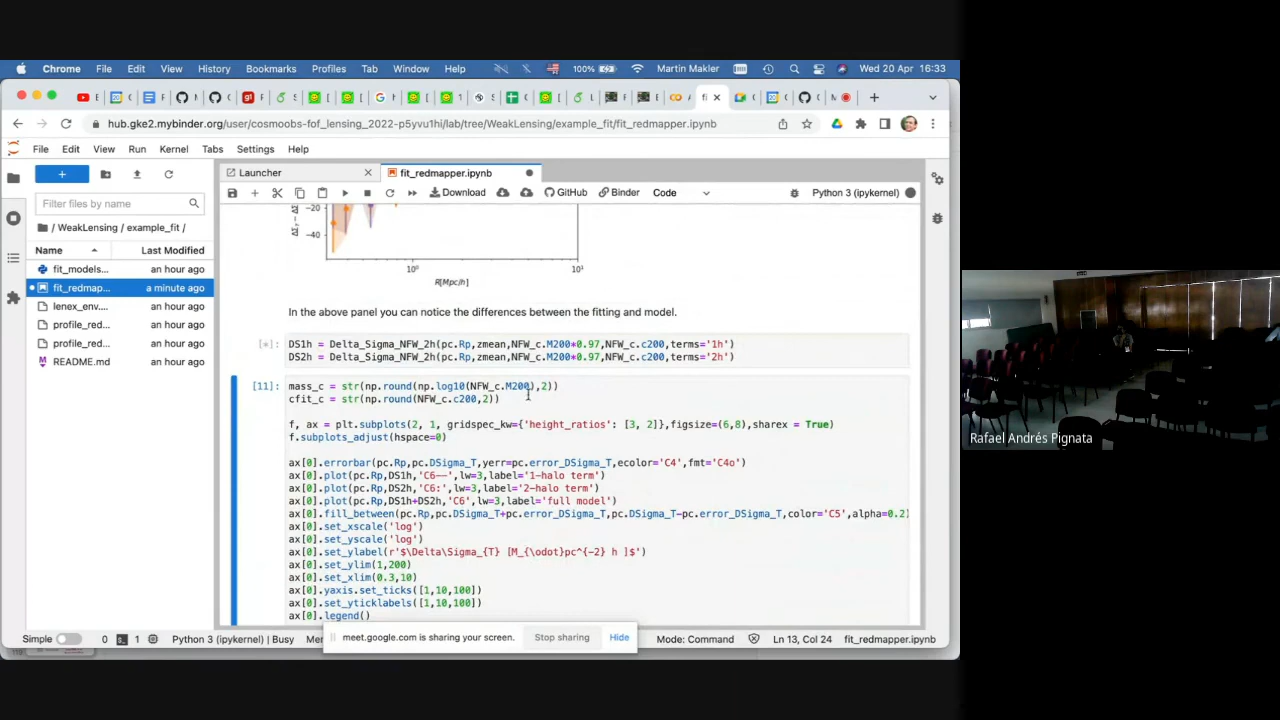 Chrome File Edit View History Bookmarks Profiles Tab Window Help 100% Martin Makler Wed 20 Apr 16:33
hub.gke2.mybinder.org/user/cosmoobs-fof_lensing_2022-p5yvu1hi/lab/tree/WeakLensing/example_fit/fit_redmapper.ipynb
File Edit View Run Kernel Tabs Settings Help
Launcher fit_redmapper.ipynb
Download GitHub Binder Code Python 3 (ipykernel)
Filter files by name
/ WeakLensing / example_fit /
Name Last Modified
fit_models... an hour ago
fit_redmap... a minute ago
lenex_env.... an hour ago
profile_red... an hour ago
profile_red... an hour ago
README.md an hour ago
−20
−40
10⁰ 10¹
R[Mpc/h]
In the above panel you can notice the differences between the fitting and model.
[*]: DS1h = Delta_Sigma_NFW_2h(pc.Rp,zmean,NFW_c.M200*0.97,NFW_c.c200,terms='1h')
DS2h = Delta_Sigma_NFW_2h(pc.Rp,zmean,NFW_c.M200*0.97,NFW_c.c200,terms='2h')
[11]: mass_c = str(np.round(np.log10(NFW_c.M200),2))
cfit_c = str(np.round(NFW_c.c200,2))
f, ax = plt.subplots(2, 1, gridspec_kw={'height_ratios': [3, 2]},figsize=(6,8),sharex = True)
f.subplots_adjust(hspace=0)
ax[0].errorbar(pc.Rp,pc.DSigma_T,yerr=pc.error_DSigma_T,ecolor='C4',fmt='C4o')
ax[0].plot(pc.Rp,DS1h,'C6--',lw=3,label='1-halo term')
ax[0].plot(pc.Rp,DS2h,'C6:',lw=3,label='2-halo term')
ax[0].plot(pc.Rp,DS1h+DS2h,'C6',lw=3,label='full model')
ax[0].fill_between(pc.Rp,pc.DSigma_T+pc.error_DSigma_T,pc.DSigma_T-pc.error_DSigma_T,color='C5',alpha=0.2)
ax[0].set_xscale('log')
ax[0].set_yscale('log')
ax[0].set_ylabel(r'$\Delta\Sigma_{T} [M_{\odot}pc^{-2} h ]$')
ax[0].set_ylim(1,200)
ax[0].set_xlim(0.3,10)
ax[0].yaxis.set_ticks([1,10,100])
ax[0].set_yticklabels([1,10,100])
ax[0].legend()
Simple 0 1 Python 3 (ipykernel) | Busy Mode: Command Ln 13, Col 24 fit_redmapper.ipynb
meet.google.com is sharing your screen. Stop sharing Hide
Rafael Andrés Pignata